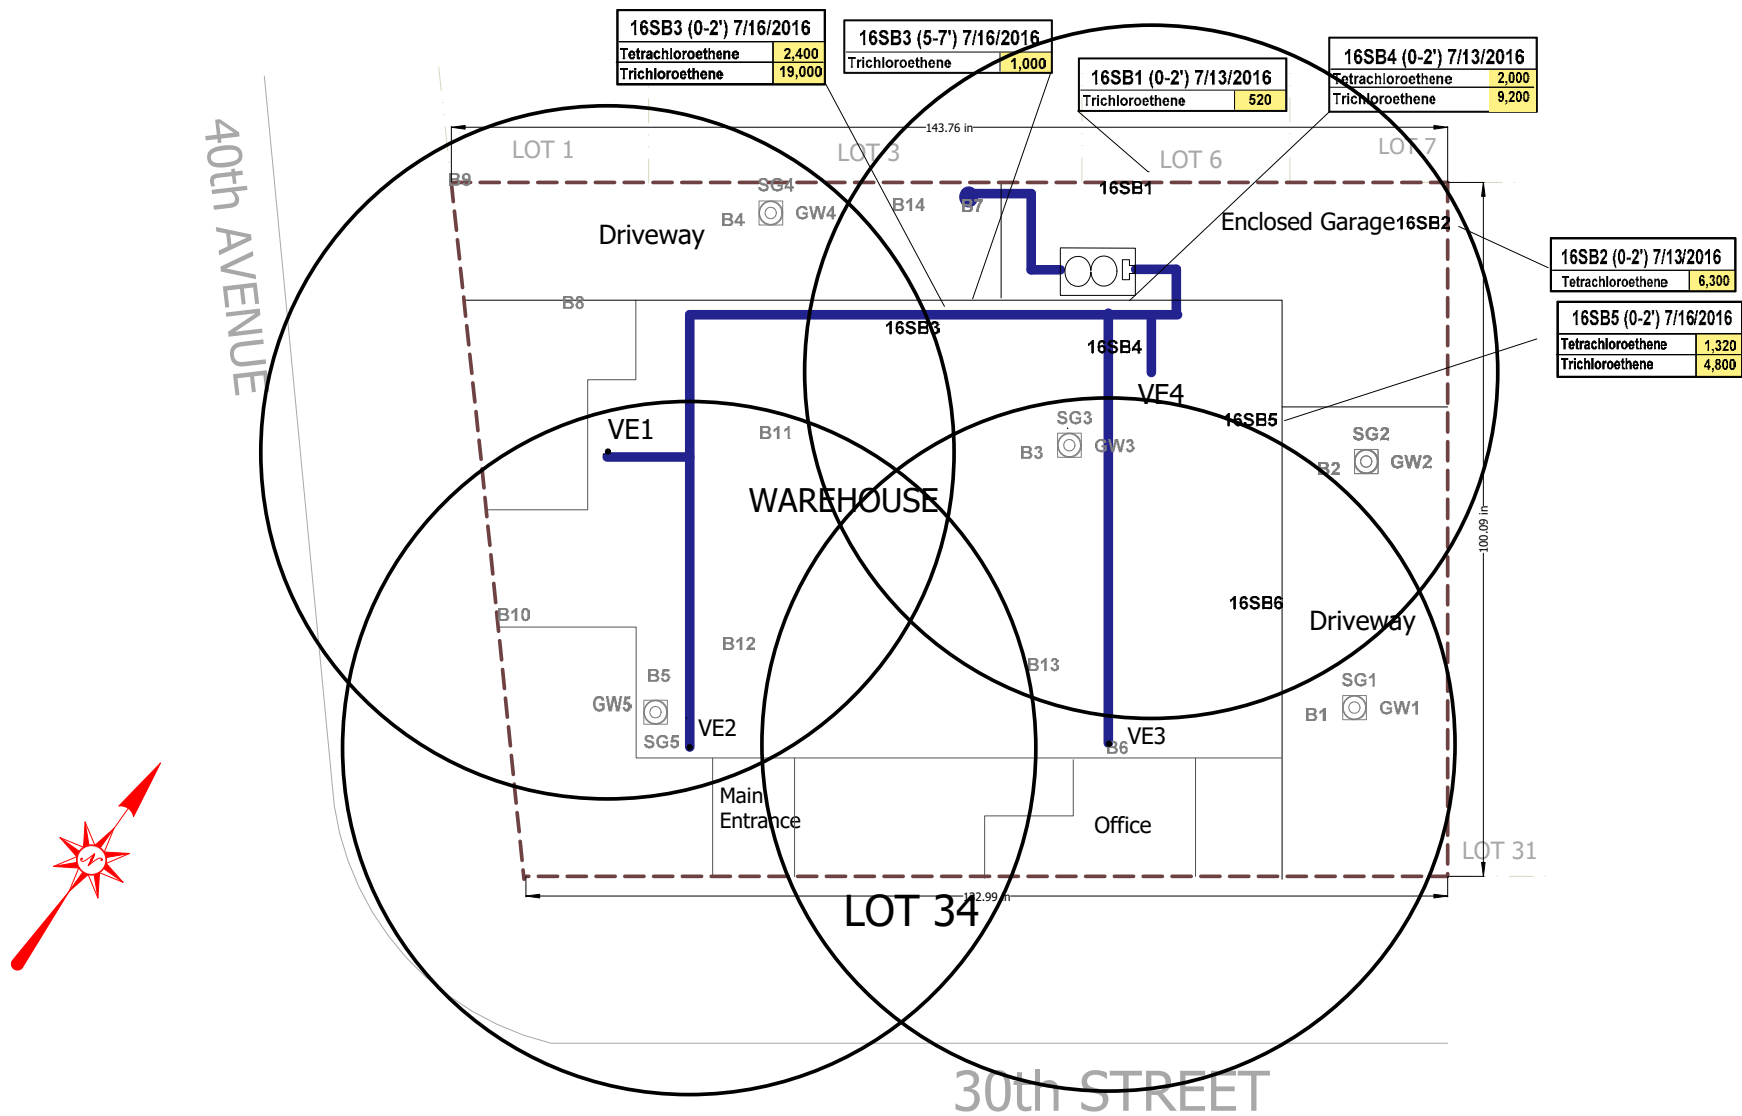 16SB3 (0-2') 7/16/2016
Tetrachloroethene 2,400
Trichloroethene 19,000
16SB3 (5-7') 7/16/2016
Trichloroethene 1,000
16SB1 (0-2') 7/13/2016
Trichloroethene 520
16SB4 (0-2') 7/13/2016
Tetrachloroethene 2,000
Trichloroethene 9,200
143.76 in
40th AVENUE
LOT 1
LOT 3
LOT 6
LOT 7
B9
SG4
B4
GW4
B14
B7
16SB1
Driveway
Enclosed Garage
16SB2
16SB2 (0-2') 7/13/2016
Tetrachloroethene 6,300
B8
16SB5 (0-2') 7/16/2016
Tetrachloroethene 1,320
Trichloroethene 4,800
16SB3
16SB4
VE4
VE1
B11
SG3
B3
GW3
16SB5
SG2
B2
GW2
WAREHOUSE
100.09 in
B10
16SB6
Driveway
B12
B13
B5
GW5
SG5
VE2
VE3
B6
SG1
B1
GW1
Main
Entrance
Office
LOT 31
N
122.99 in
LOT 34
30th STREET